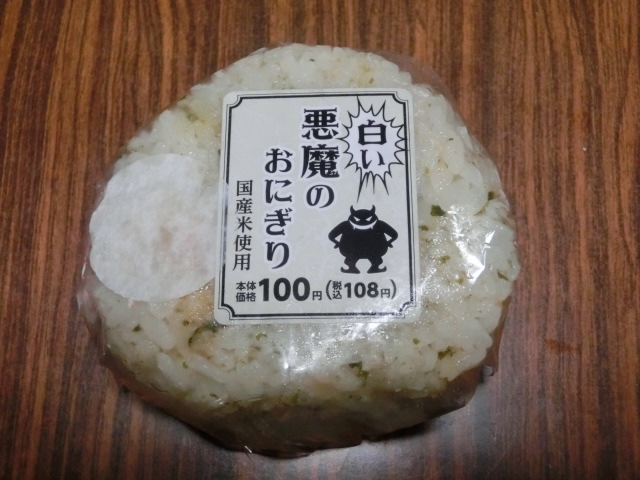 白い
悪魔の
おにぎり
国産米使用
本体価格100円(税込108円)